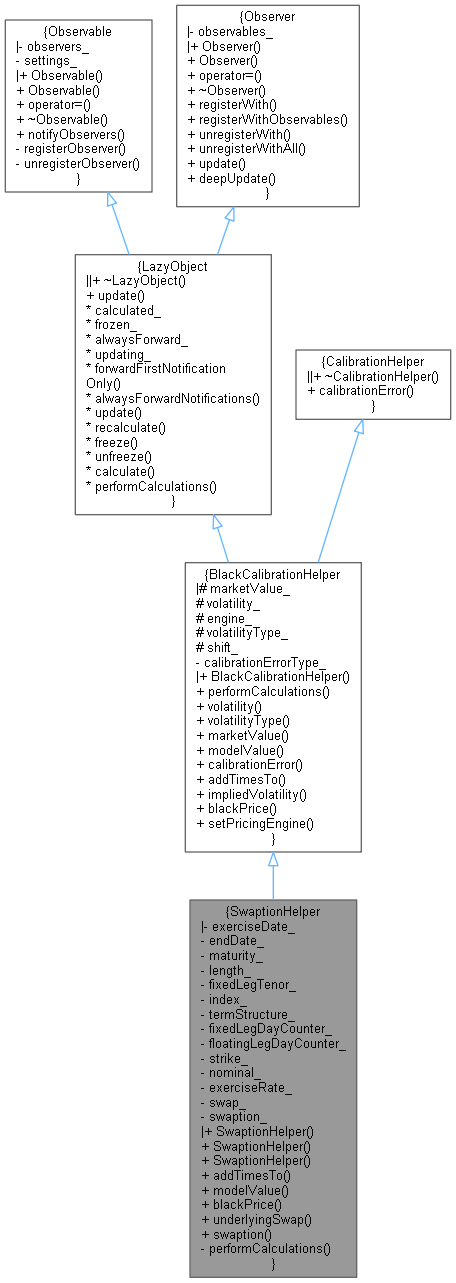 {Observable
|- observers_
- settings_
|+ Observable()
+ Observable()
+ operator=()
+ ~Observable()
+ notifyObservers()
- registerObserver()
- unregisterObserver()
}
{Observer
|- observables_
|+ Observer()
+ Observer()
+ operator=()
+ ~Observer()
+ registerWith()
+ registerWithObservables()
+ unregisterWith()
+ unregisterWithAll()
+ update()
+ deepUpdate()
}
{LazyObject
||+ ~LazyObject()
+ update()
* calculated_
* frozen_
* alwaysForward_
* updating_
* forwardFirstNotification
Only()
* alwaysForwardNotifications()
* update()
* recalculate()
* freeze()
* unfreeze()
* calculate()
* performCalculations()
}
{CalibrationHelper
||+ ~CalibrationHelper()
+ calibrationError()
}
{BlackCalibrationHelper
|# marketValue_
# volatility_
# engine_
# volatilityType_
# shift_
- calibrationErrorType_
|+ BlackCalibrationHelper()
+ performCalculations()
+ volatility()
+ volatilityType()
+ marketValue()
+ modelValue()
+ calibrationError()
+ addTimesTo()
+ impliedVolatility()
+ blackPrice()
+ setPricingEngine()
}
{SwaptionHelper
|- exerciseDate_
- endDate_
- maturity_
- length_
- fixedLegTenor_
- index_
- termStructure_
- fixedLegDayCounter_
- floatingLegDayCounter_
- strike_
- nominal_
- exerciseRate_
- swap_
- swaption_
|+ SwaptionHelper()
+ SwaptionHelper()
+ SwaptionHelper()
+ addTimesTo()
+ modelValue()
+ blackPrice()
+ underlyingSwap()
+ swaption()
- performCalculations()
}